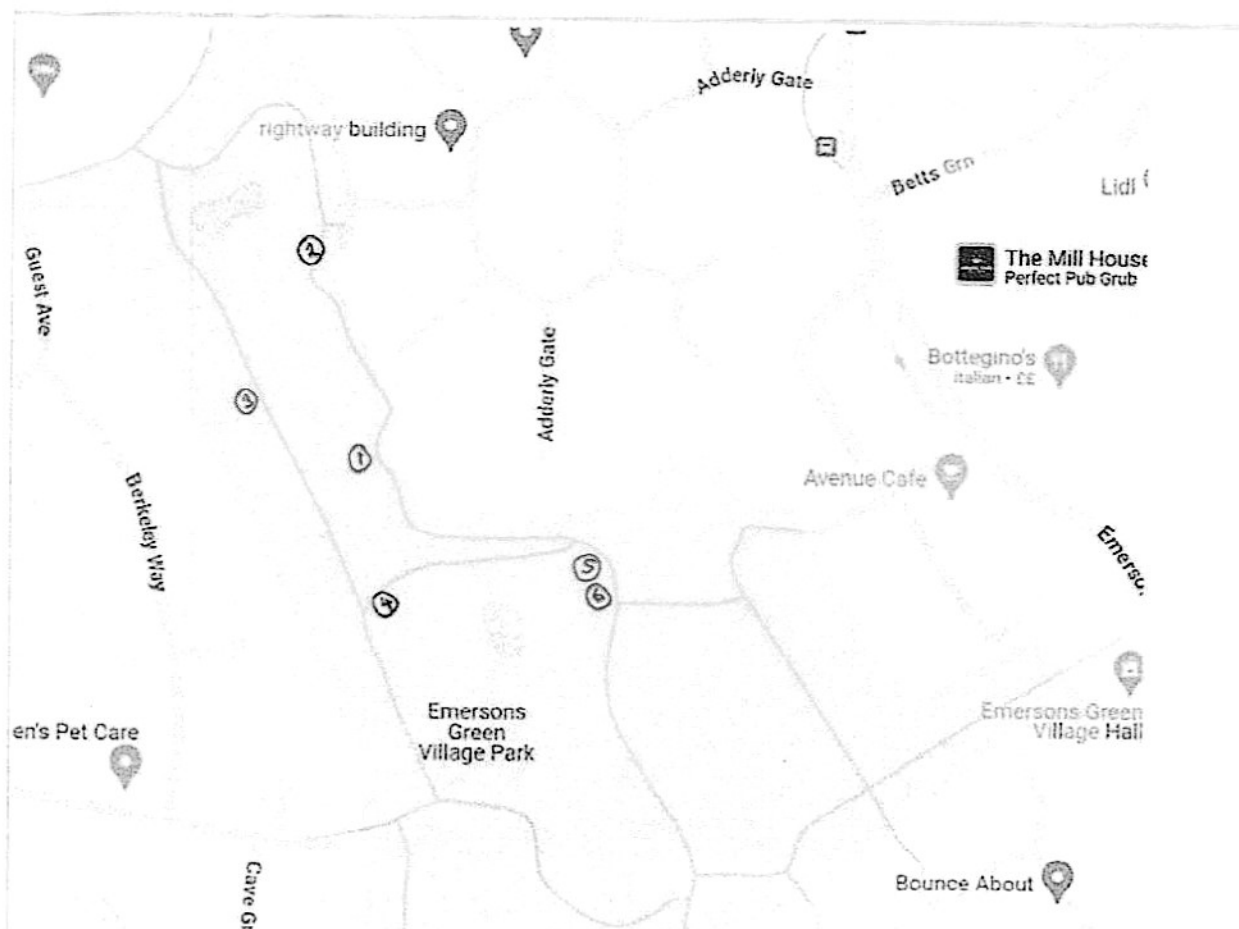 Adderly Gate
rightway building
Betts Grn
Lidl
2
The Mill House
Perfect Pub Grub
Guest Ave
Bottegino's
Italian • ££
Adderly Gate
3
1
Avenue Cafe
Berkeley Way
Emerso
5
4
6
Emersons
Green
Village Park
Emersons Green
Village Hall
en's Pet Care
Cave Gr
Bounce About